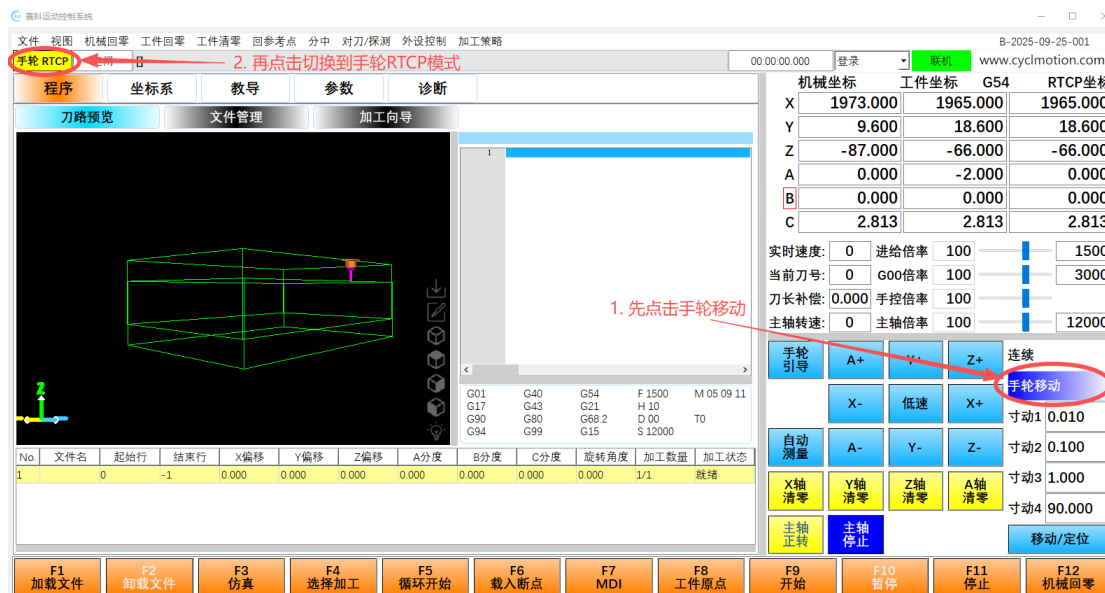 赛科运动控制系统
文件 视图 机械回零 工件回零 工件清零 回参考点 分中 对刀/探测 外设控制 加工策略 B-2025-09-25-001
手轮 RTCP [] 2. 再点击切换到手轮RTCP模式 00:00:00.000 登录 联机 www.cyclmotion.com
程序 坐标系 教导 参数 诊断
刀路预览 文件管理 加工向导
机械坐标 工件坐标 G54 RTCP坐标
X 1973.000 1965.000 1965.000
Y 9.600 18.600 18.600
Z -87.000 -66.000 -66.000
A 0.000 -2.000 0.000
B 0.000 0.000 0.000
C 2.813 2.813 2.813
1
Z
实时速度: 0 进给倍率 100 1500
当前刀号: 0 G00倍率 100 3000
刀长补偿: 0.000 手控倍率 100
主轴转速: 0 主轴倍率 100 12000
1. 先点击手轮移动
手轮引导 A+ Y+ Z+ 连续
X- 低速 X+ 手轮移动
寸动1 0.010
自动测量 A- Y- Z- 寸动2 0.100
X轴清零 Y轴清零 Z轴清零 A轴清零 寸动3 1.000
寸动4 90.000
主轴正转 主轴停止 移动/定位
G01 G40 G54 F 1500 M 05 09 11
G17 G43 G21 H 10
G90 G80 G68.2 D 00 T0
G94 G99 G15 S 12000
No. 文件名 起始行 结束行 X偏移 Y偏移 Z偏移 A分度 B分度 C分度 旋转角度 加工数量 加工状态
1 0 -1 0.000 0.000 0.000 0.000 0.000 0.000 0.000 1/1 就绪
F1 F2 F3 F4 F5 F6 F7 F8 F9 F10 F11 F12
加载文件 卸载文件 仿真 选择加工 循环开始 载入断点 MDI 工件原点 开始 暂停 停止 机械回零